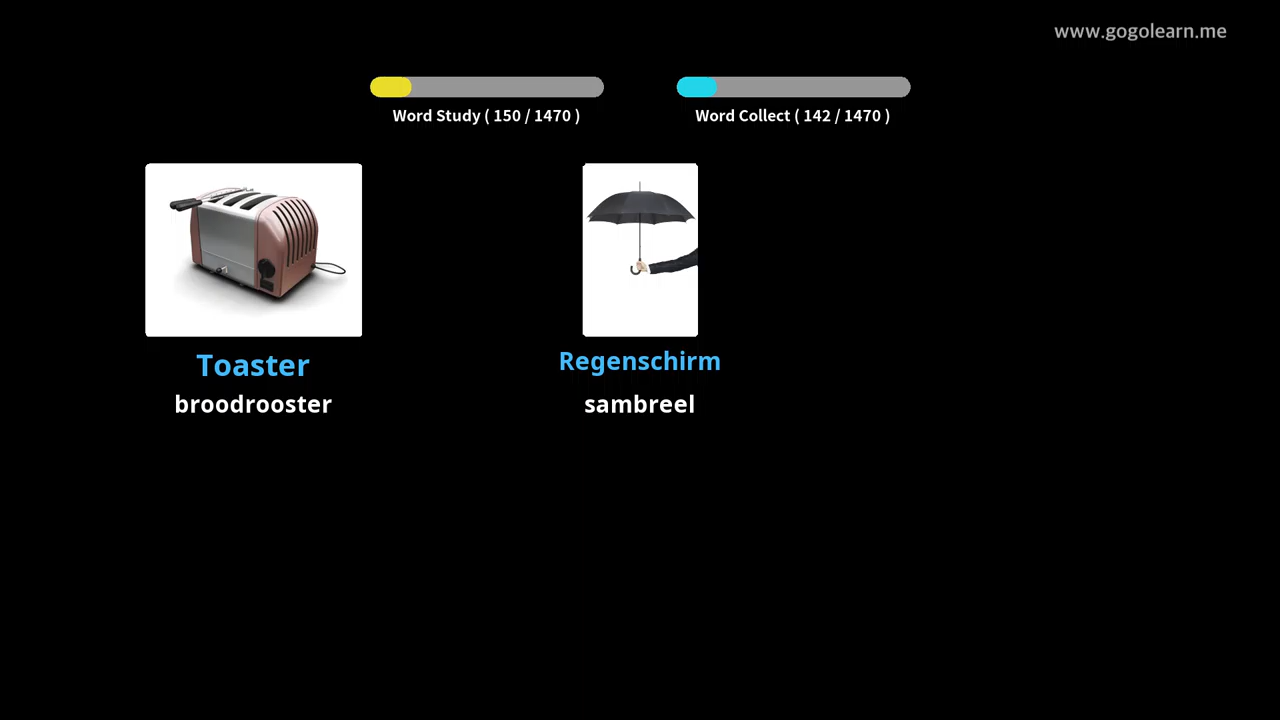 www.gogolearn.me
Word Study ( 150 / 1470 )
Word Collect ( 142 / 1470 )
Toaster
broodrooster
Regenschirm
sambreel